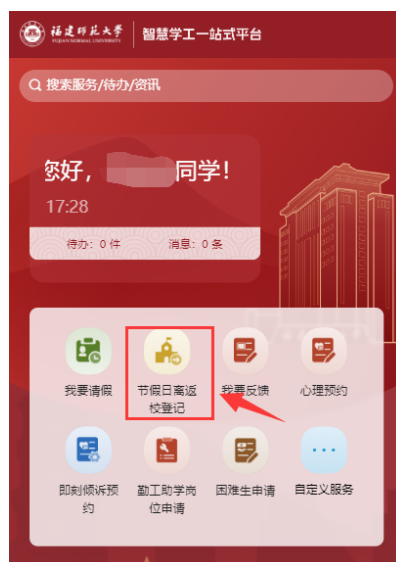 福建师范大学
FUJIAN NORMAL UNIVERSITY
智慧学工一站式平台
搜索服务/待办/资讯
您好， 同学！
17:28
待办：0 件 消息：0 条
我要请假 节假日离返校登记 我要反馈 心理预约
即刻倾诉预约 勤工助学岗位申请 困难生申请 自定义服务